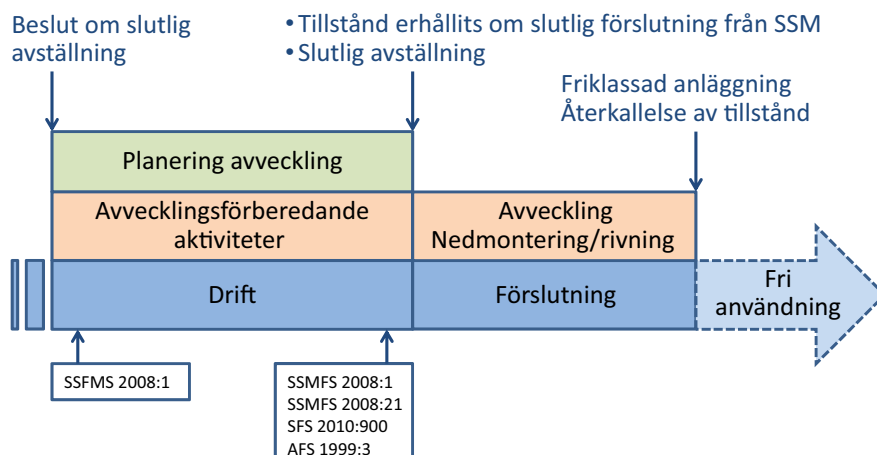 Beslut om slutlig
avställning
• Tillstånd erhållits om slutlig förslutning från SSM
• Slutlig avställning
Friklassad anläggning
Återkallelse av tillstånd
Planering avveckling
Avvecklingsförberedande
aktiviteter
Avveckling
Nedmontering/rivning
Drift
Förslutning
Fri
användning
SSFMS 2008:1
SSMFS 2008:1
SSMFS 2008:21
SFS 2010:900
AFS 1999:3